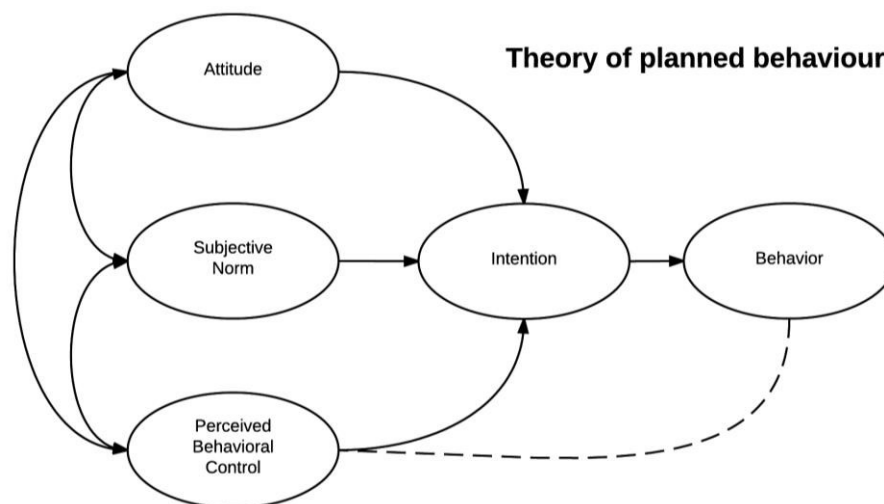 Theory of planned behaviour
Attitude
Subjective
Norm
Intention
Behavior
Perceived
Behavioral
Control